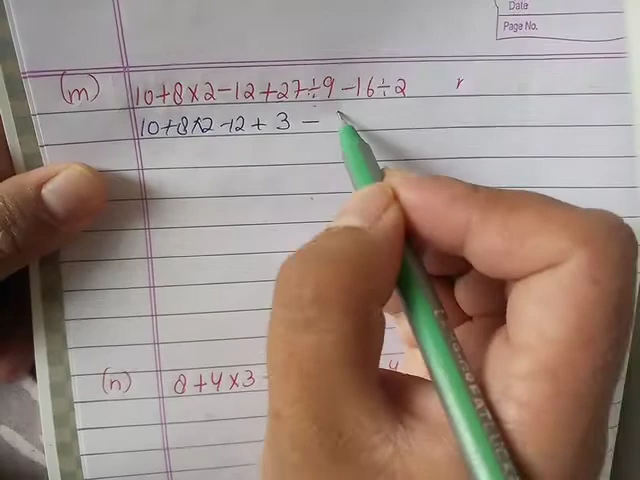 Date
Page No.
(m) 10+8×2-12+27÷9-16÷2
10+8×2-12+3-
(n) 8+4×3